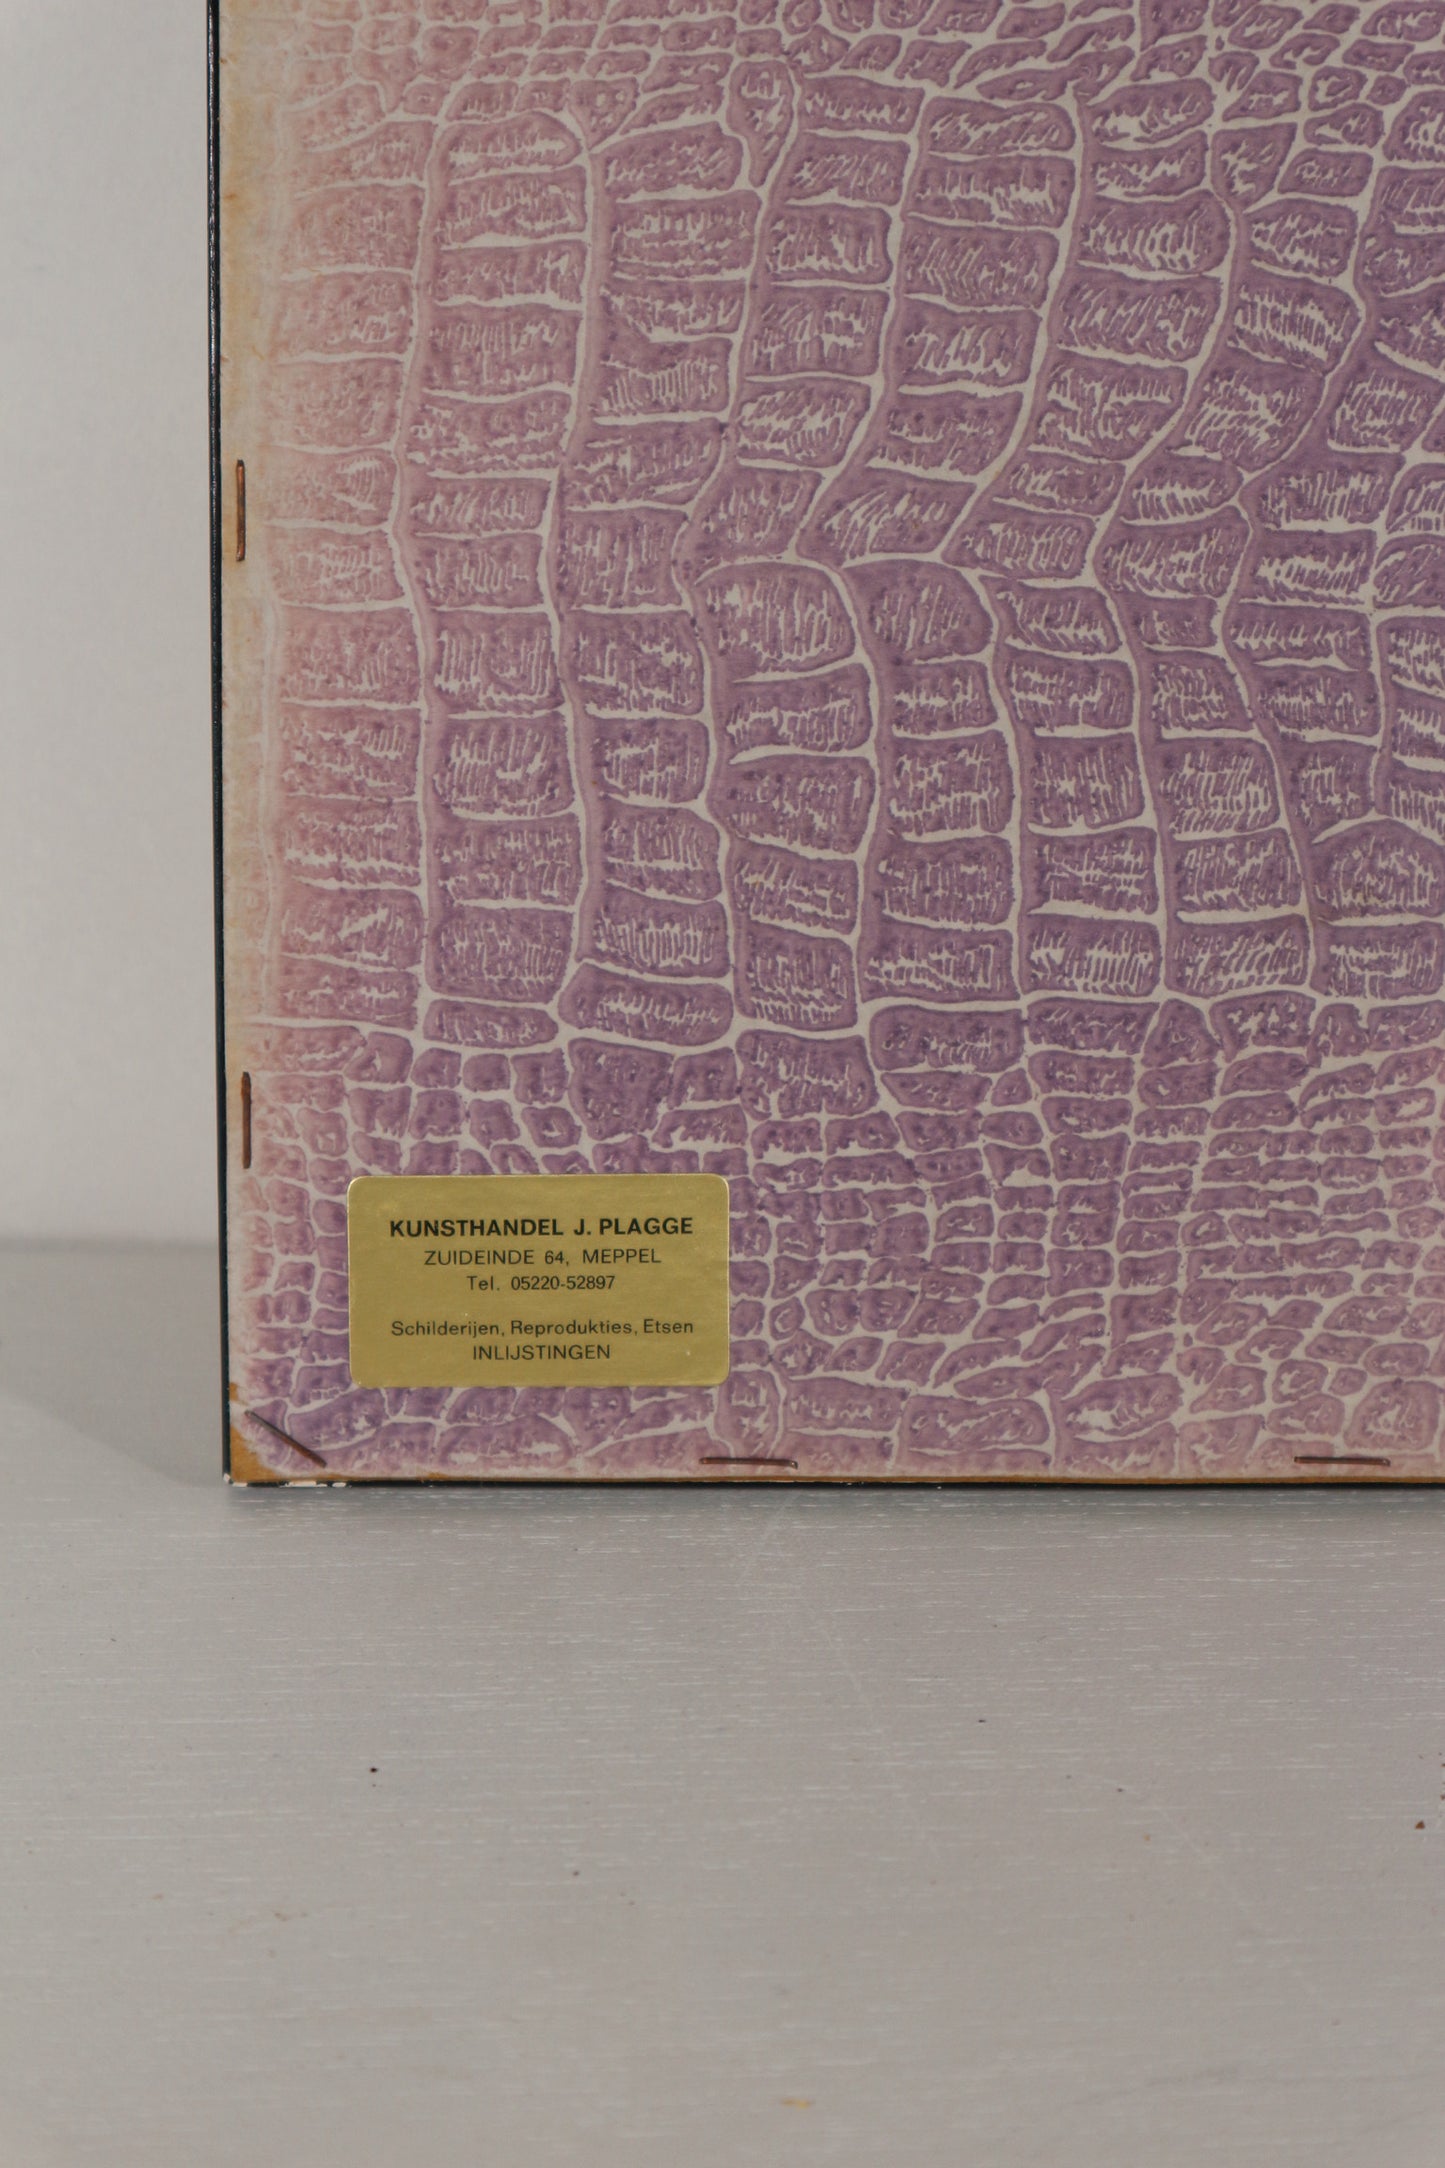 KUNSTHANDEL J. PLAGGE
ZUIDEINDE 64, MEPPEL
Tel. 05220-52897
Schilderijen, Reprodukties, Etsen
INLIJSTINGEN